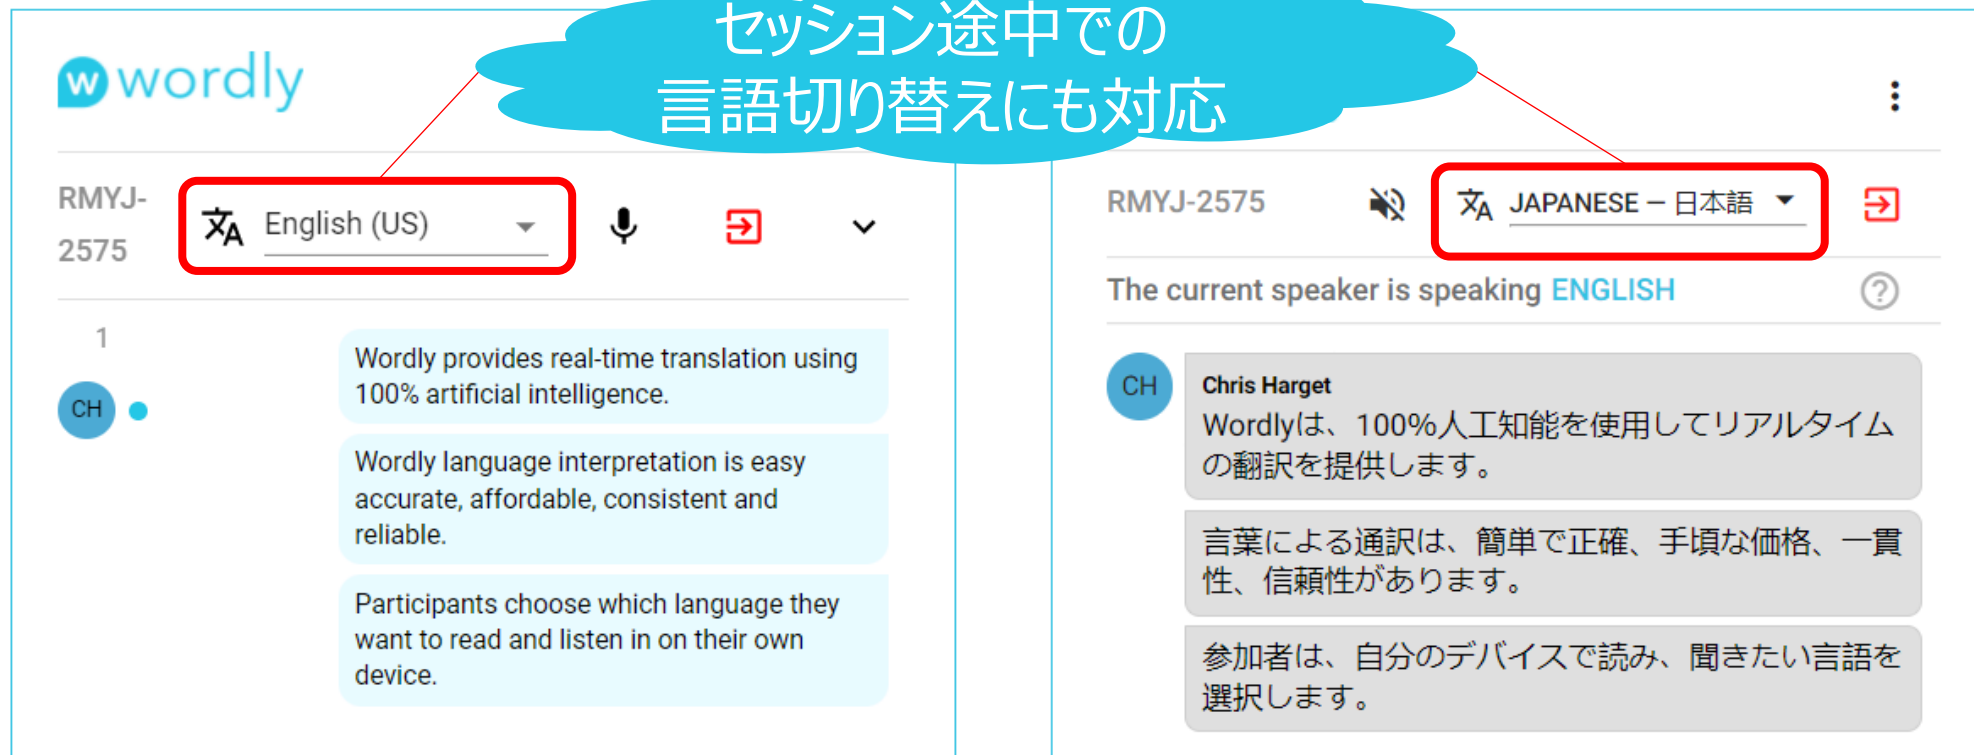 セッション途中での
言語切り替えにも対応
w wordly
RMYJ-
2575
文A English (US)
1
CH
Wordly provides real-time translation using
100% artificial intelligence.
Wordly language interpretation is easy
accurate, affordable, consistent and
reliable.
Participants choose which language they
want to read and listen in on their own
device.
RMYJ-2575
文A JAPANESE – 日本語
The current speaker is speaking ENGLISH
?
CH
Chris Harget
Wordlyは、100%人工知能を使用してリアルタイム
の翻訳を提供します。
言葉による通訳は、簡単で正確、手頃な価格、一貫
性、信頼性があります。
参加者は、自分のデバイスで読み、聞きたい言語を
選択します。